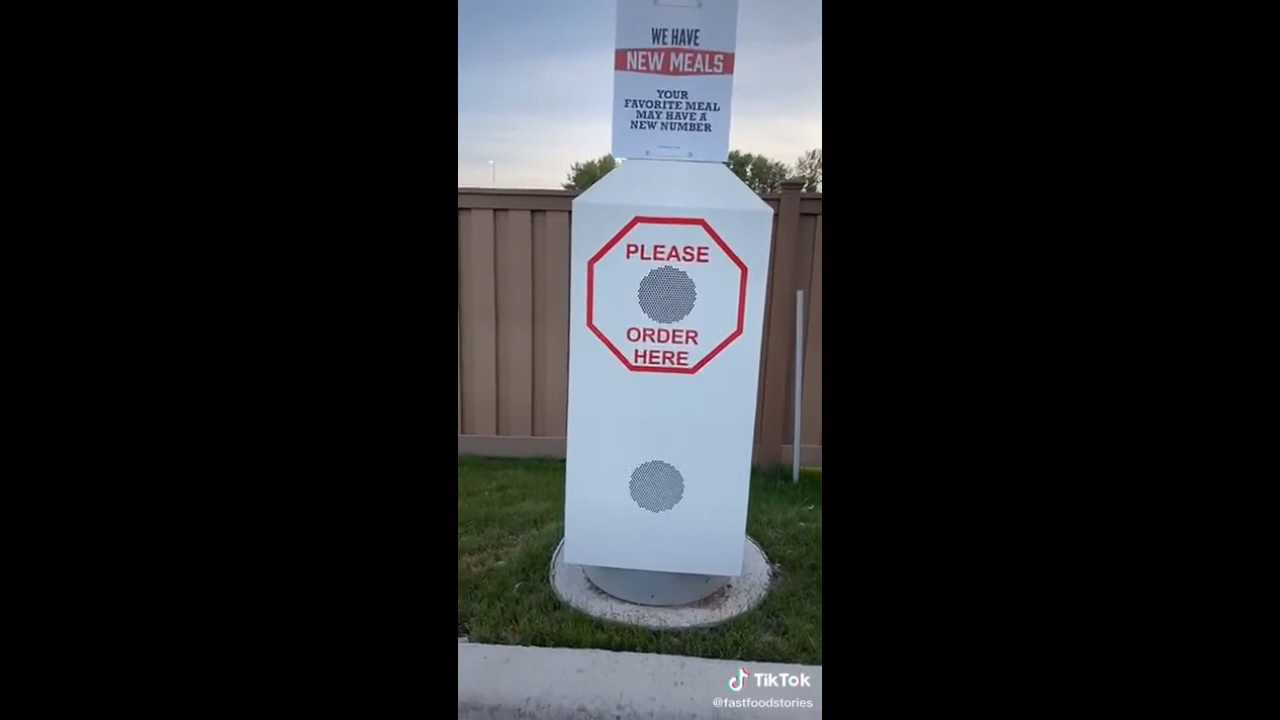 WE HAVE
NEW MEALS
YOUR
FAVORITE MEAL
MAY HAVE A
NEW NUMBER
PLEASE
ORDER
HERE
TikTok
@fastfoodstories